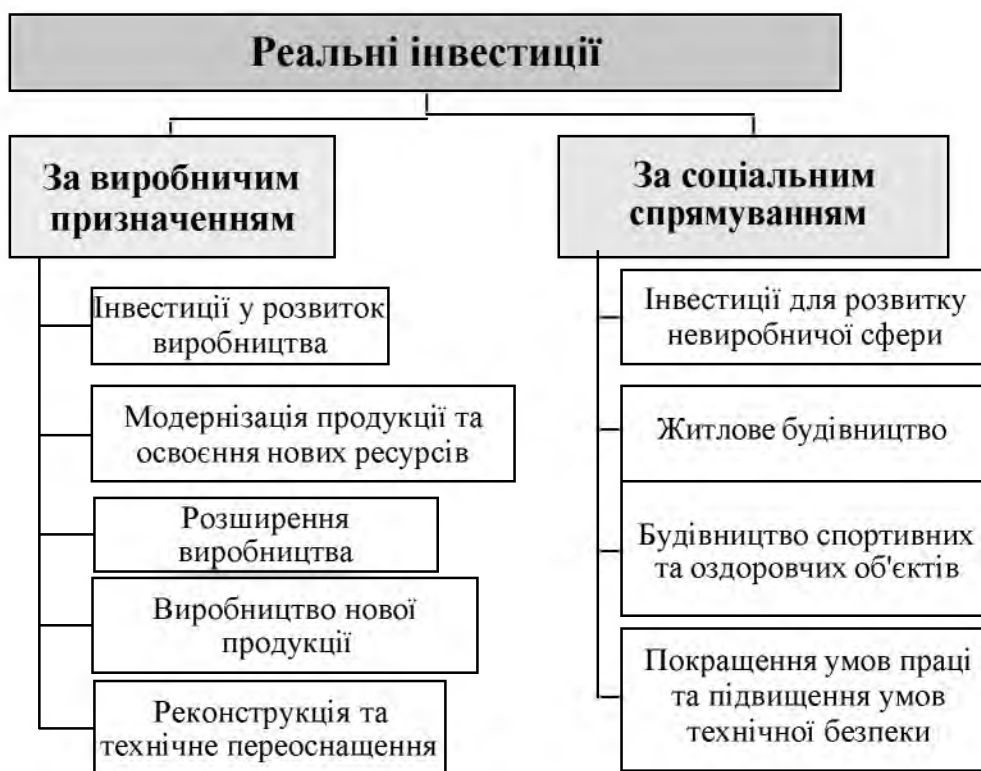 Реальні інвестиції
За виробничим
призначенням
Інвестиції у розвиток
виробництва
Модернізація продукції та
освоєння нових ресурсів
Розширення
виробництва
Виробництво нової
продукції
Реконструкція та
технічне переоснащення
За соціальним
спрямуванням
Інвестиції для розвитку
невиробничої сфери
Житлове будівництво
Будівництво спортивних
та оздоровчих об'єктів
Покращення умов праці
та підвищення умов
технічної безпеки